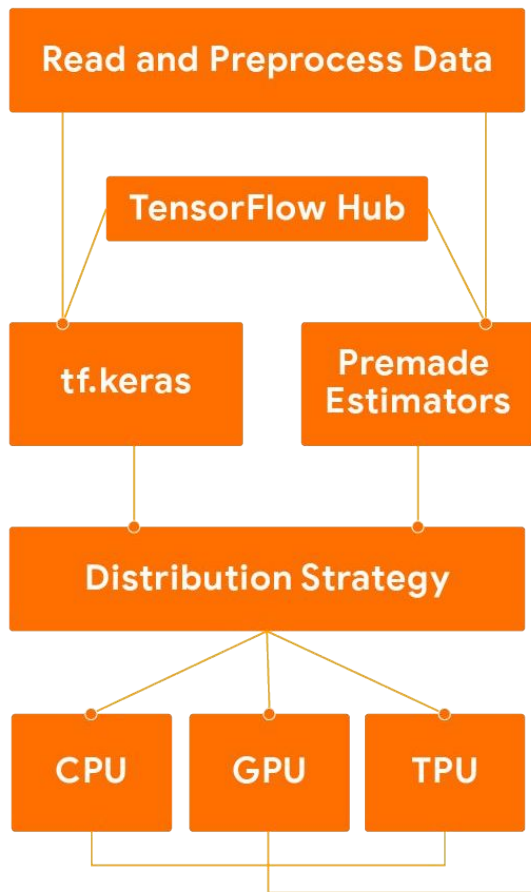 Read and Preprocess Data
TensorFlow Hub
tf.keras
Premade
Estimators
Distribution Strategy
CPU
GPU
TPU